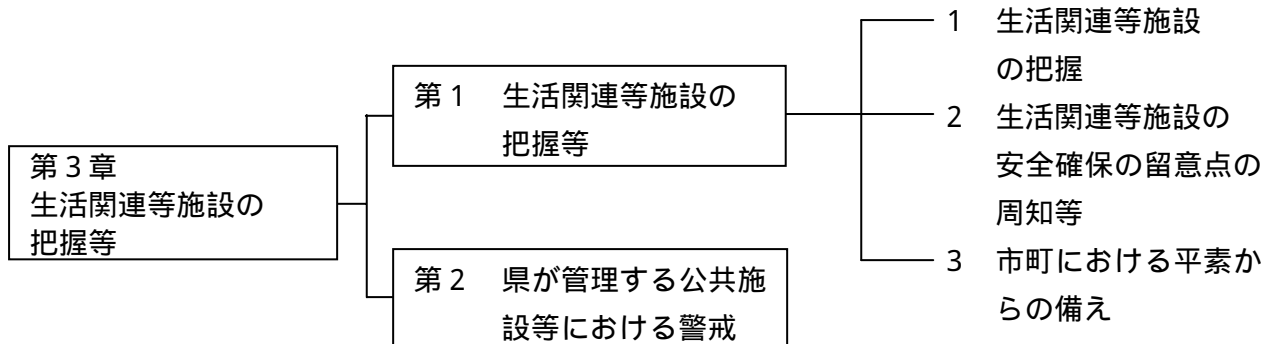 第3章
生活関連等施設の
把握等
第1 生活関連等施設の
把握等
第2 県が管理する公共施
設等における警戒
1 生活関連等施設
の把握
2 生活関連等施設の
安全確保の留意点の
周知等
3 市町における平素か
らの備え